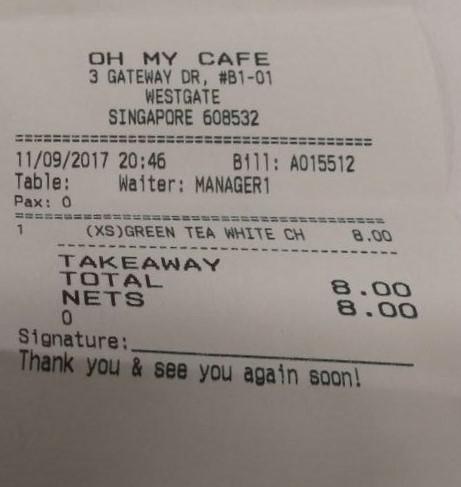 OH MY CAFE
3 GATEWAY DR, #B1-01
WESTGATE
SINGAPORE 608532
========================================
11/09/2017 20:46 Bill: A015512
Table: Waiter: MANAGER1
Pax: 0
========================================
1 (XS)GREEN TEA WHITE CH 8.00
----------------------------------------
TAKEAWAY
TOTAL 8.00
NETS 8.00
0
Signature:____________________
Thank you & see you again soon!